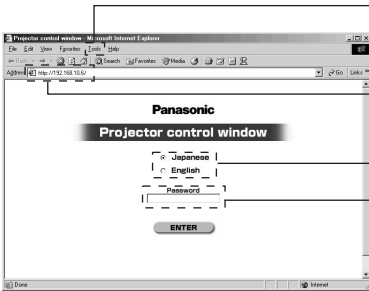 Projector control window - Microsoft Internet Explorer
File Edit View Favorites Tools Help
Back Search Favorites Media
Address http://192.168.10.6/ Go Links »
Panasonic
Projector control window
Japanese
English
Password
ENTER
Done Internet